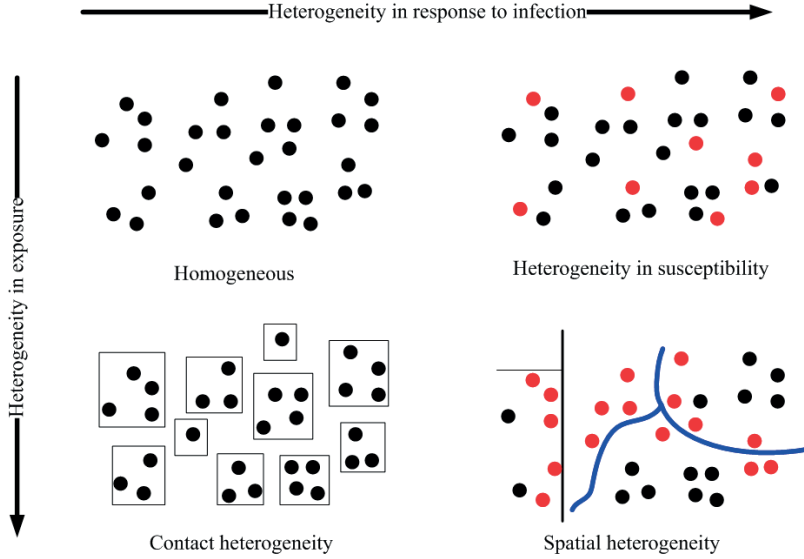 Heterogeneity in response to infection
Heterogeneity in exposure
Homogeneous
Heterogeneity in susceptibility
Contact heterogeneity
Spatial heterogeneity